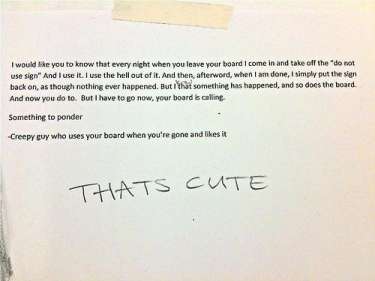 I would like you to know that every night when you leave your board I come in and take off the "do not
use sign" And I use it. I use the hell out of it. And then, afterword, when I am done, I simply put the sign
back on, as though nothing ever happened. But I know that something has happened, and so does the board.
And now you do to.  But I have to go now, your board is calling.
Something to ponder
-Creepy guy who uses your board when you're gone and likes it
THATS CUTE